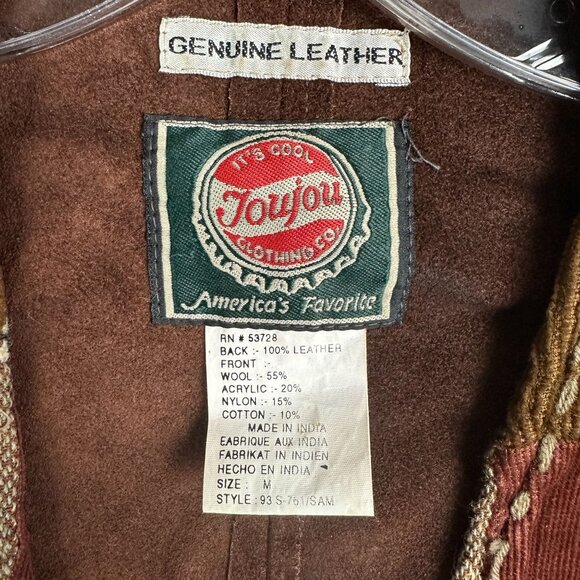 GENUINE LEATHER
IT'S COOL
Joujou
CLOTHING CO.
America's Favorite
RN # 53728
BACK :- 100% LEATHER
FRONT :-
WOOL :- 55%
ACRYLIC :- 20%
NYLON :- 15%
COTTON :- 10%
MADE IN INDIA
EABRIQUE AUX INDIA
FABRIKAT IN INDIEN
HECHO EN INDIA
SIZE : M
STYLE : 93 S-761/SAM